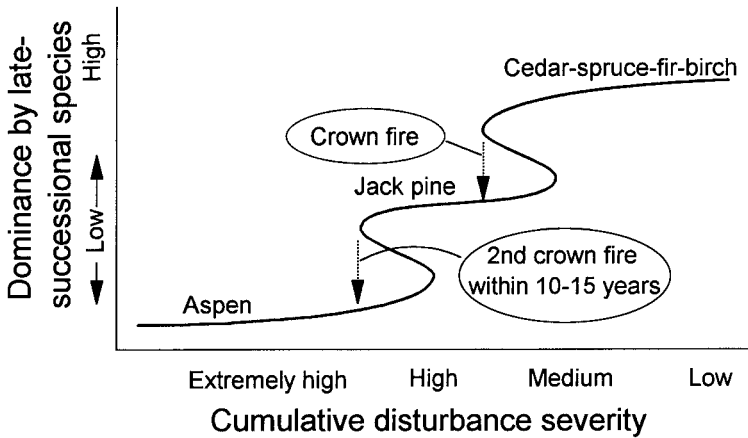 Dominance by late-
successional species
High
Low
Cedar-spruce-fir-birch
Crown fire
Jack pine
2nd crown fire
within 10-15 years
Aspen
Extremely high High Medium Low
Cumulative disturbance severity